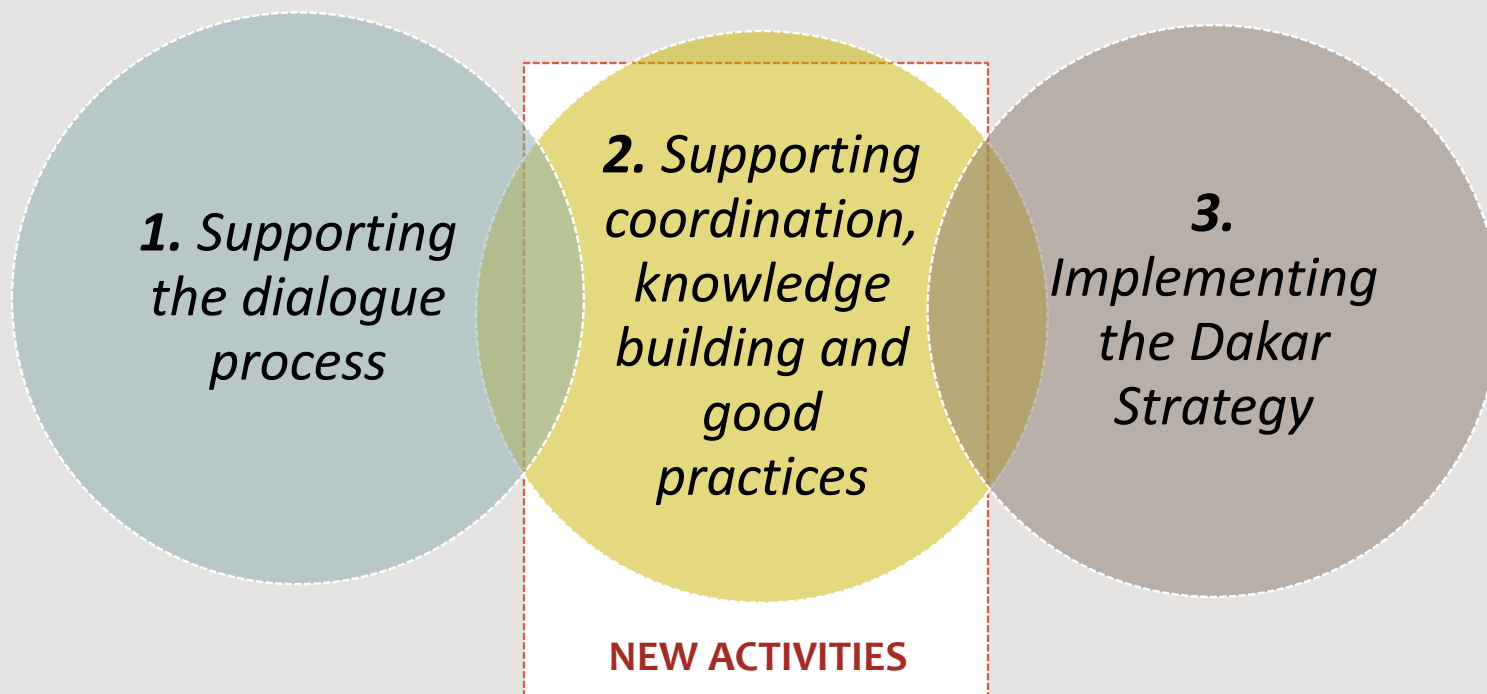 1. Supporting
the dialogue
process
2. Supporting
coordination,
knowledge
building and
good
practices
3.
Implementing
the Dakar
Strategy
NEW ACTIVITIES